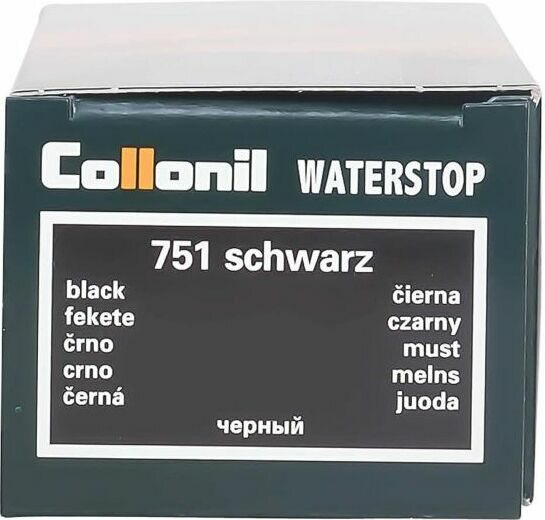 Collonil WATERSTOP
751 schwarz
black
fekete
črno
crno
černá
čierna
czarny
must
melns
juoda
черный